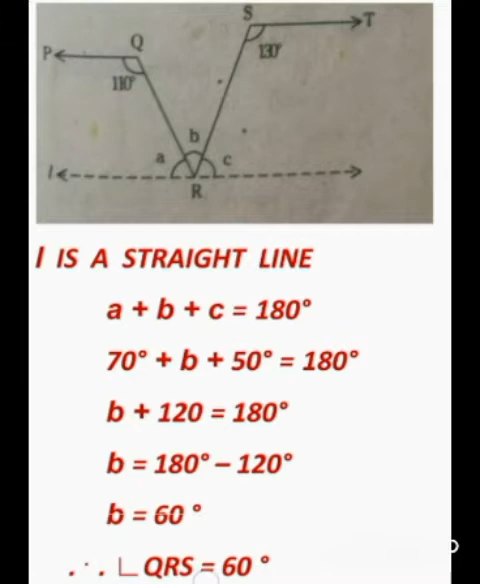 S
T
Q
P
130°
110°
b
a
c
l
R
l IS A STRAIGHT LINE
a + b + c = 180°
70° + b + 50° = 180°
b + 120 = 180°
b = 180° – 120°
b = 60 °
∴ ∟QRS = 60 °